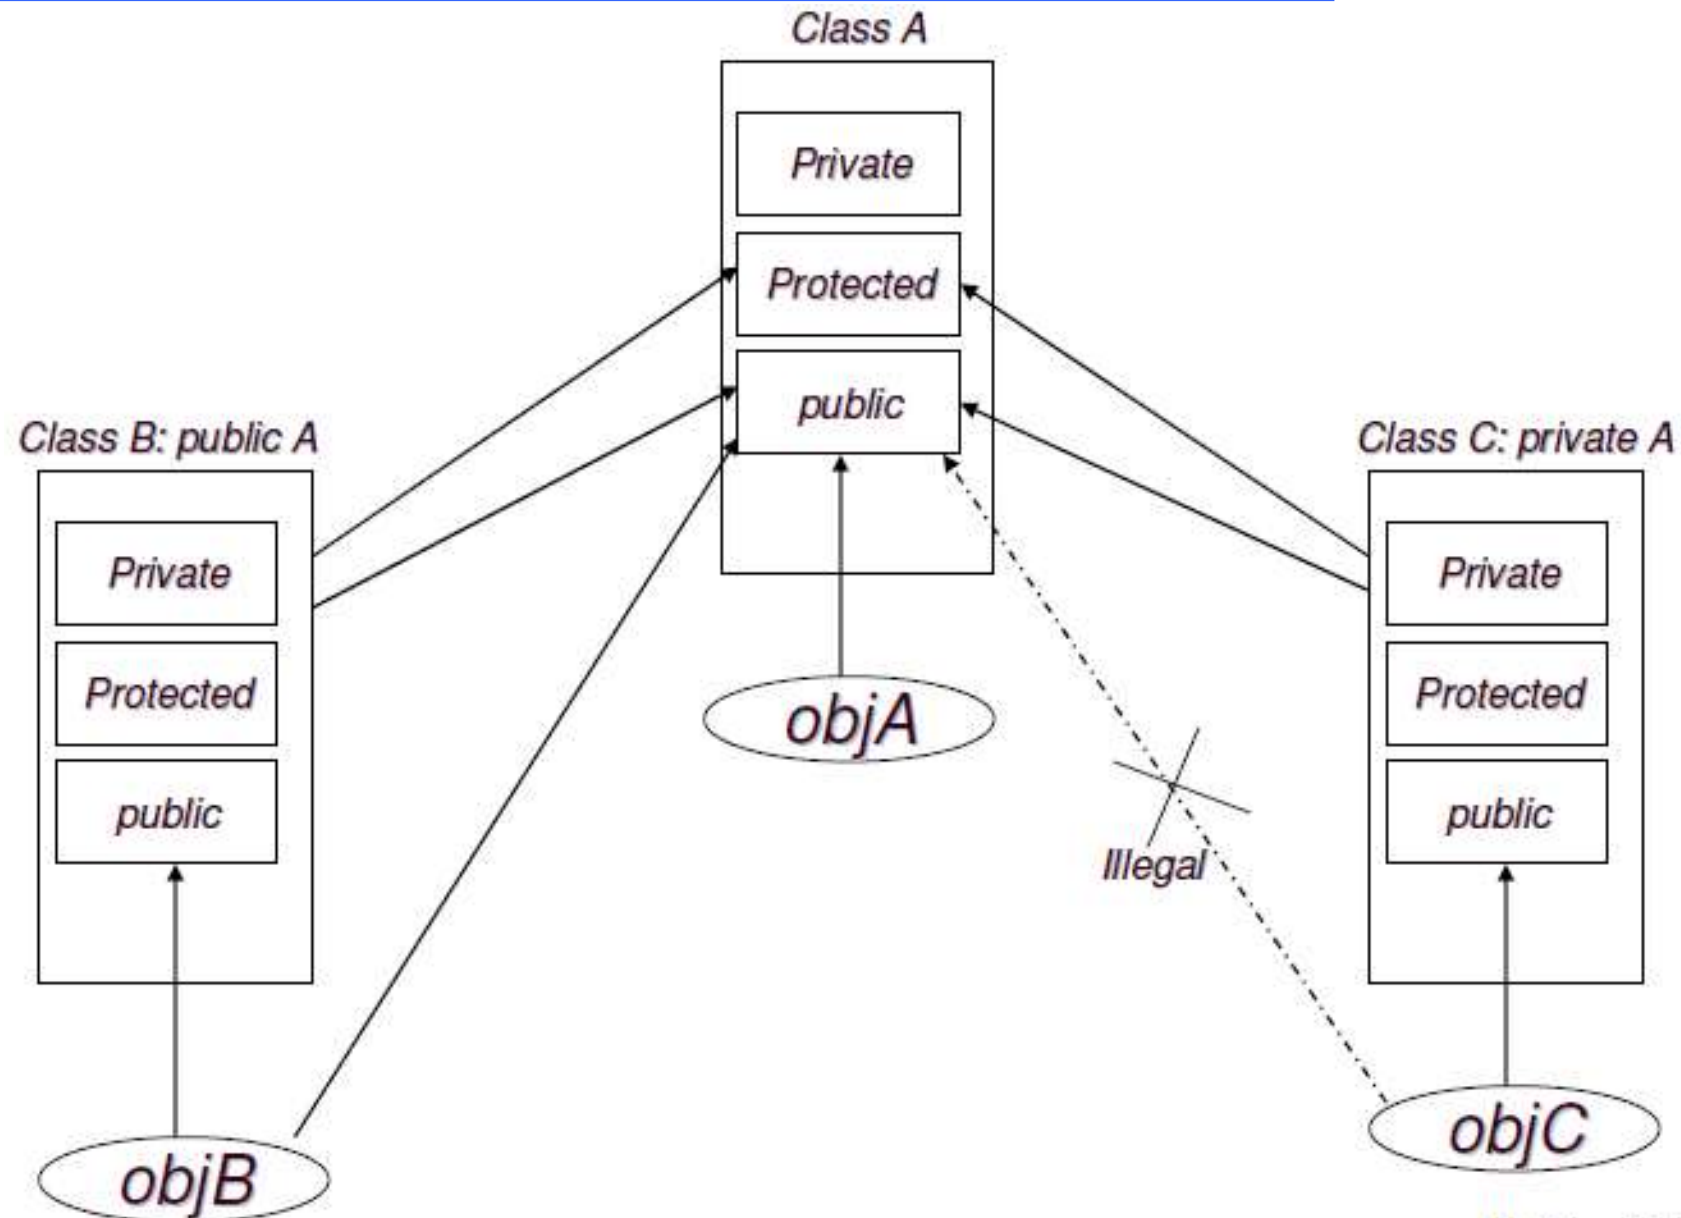 Class A
Private
Protected
public
Class B: public A
Private
Protected
public
objB
objA
Illegal
Class C: private A
Private
Protected
public
objC